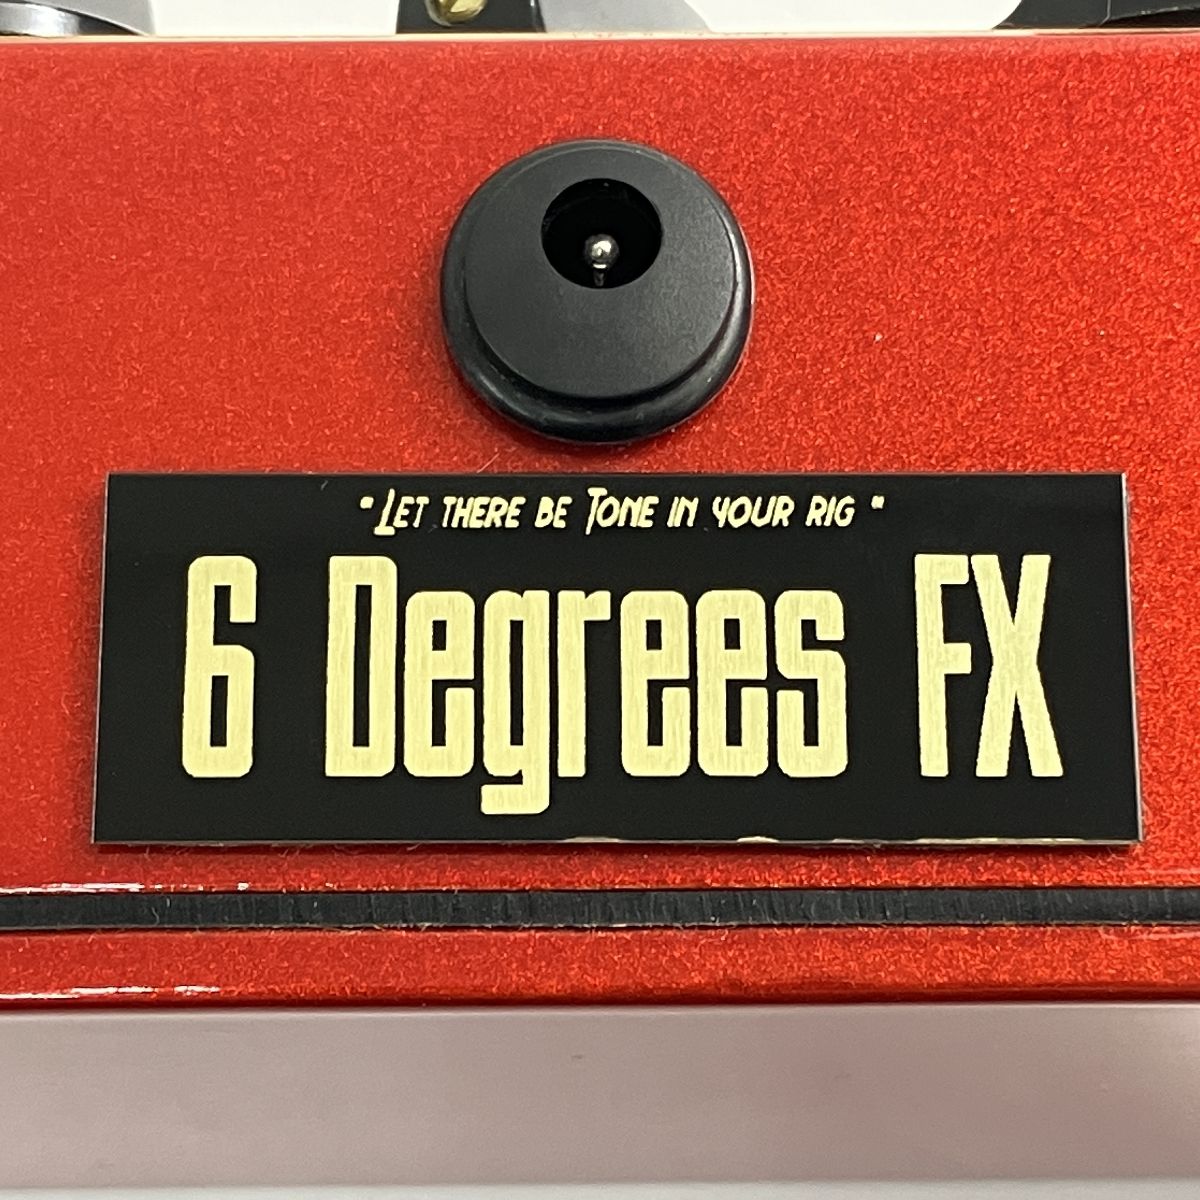 "Let there be Tone in your rig"
6 Degrees FX